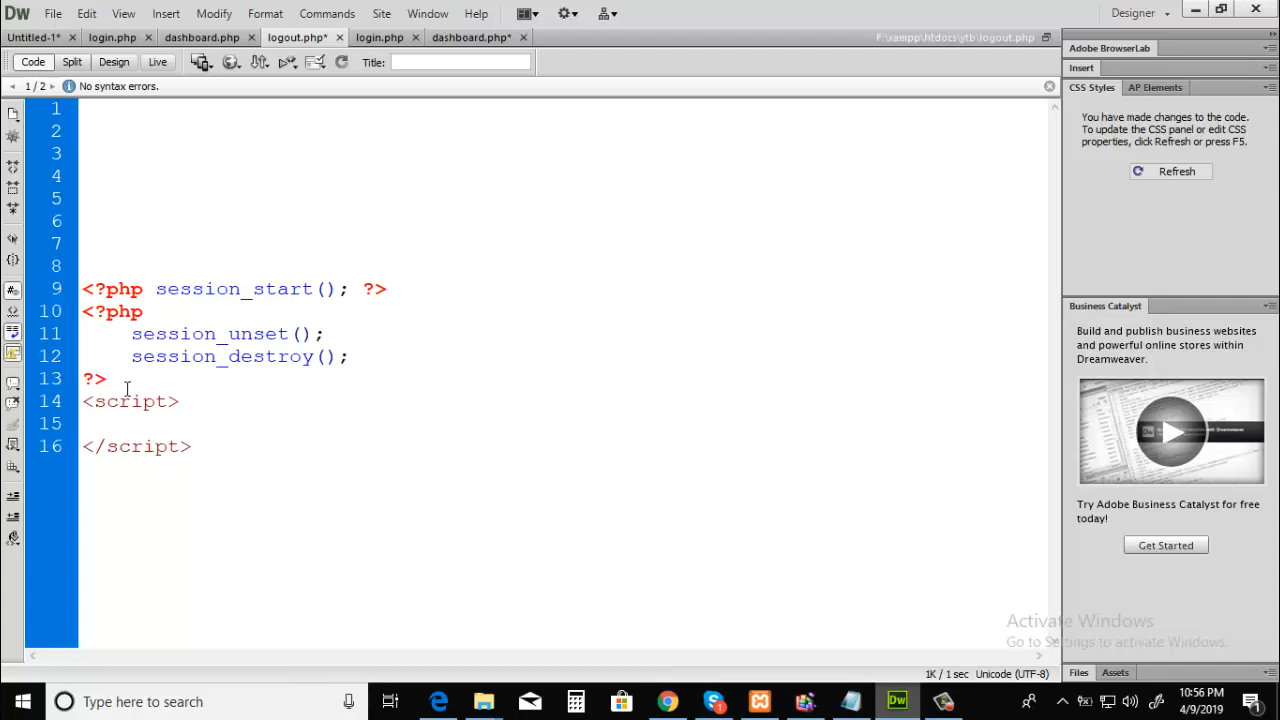 Dw File Edit View Insert Modify Format Commands Site Window Help Designer
Untitled-1* login.php dashboard.php logout.php* login.php dashboard.php* F:\xampp\htdocs\ytb\logout.php
Code Split Design Live Title:
1 / 2 No syntax errors.
1
2
3
4
5
6
7
8
9 <?php session_start(); ?>
10 <?php
11 session_unset();
12 session_destroy();
13 ?>
14 <script>
15
16 </script>
1K / 1 sec Unicode (UTF-8)
Adobe BrowserLab
Insert
CSS Styles AP Elements
You have made changes to the code.
To update the CSS panel or edit CSS
properties, click Refresh or press F5.
Refresh
Business Catalyst
Build and publish business websites
and powerful online stores within
Dreamweaver.
Try Adobe Business Catalyst for free
today!
Get Started
Activate Windows
Go to Settings to activate Windows.
Files Assets
Type here to search
Dw
10:56 PM
4/9/2019